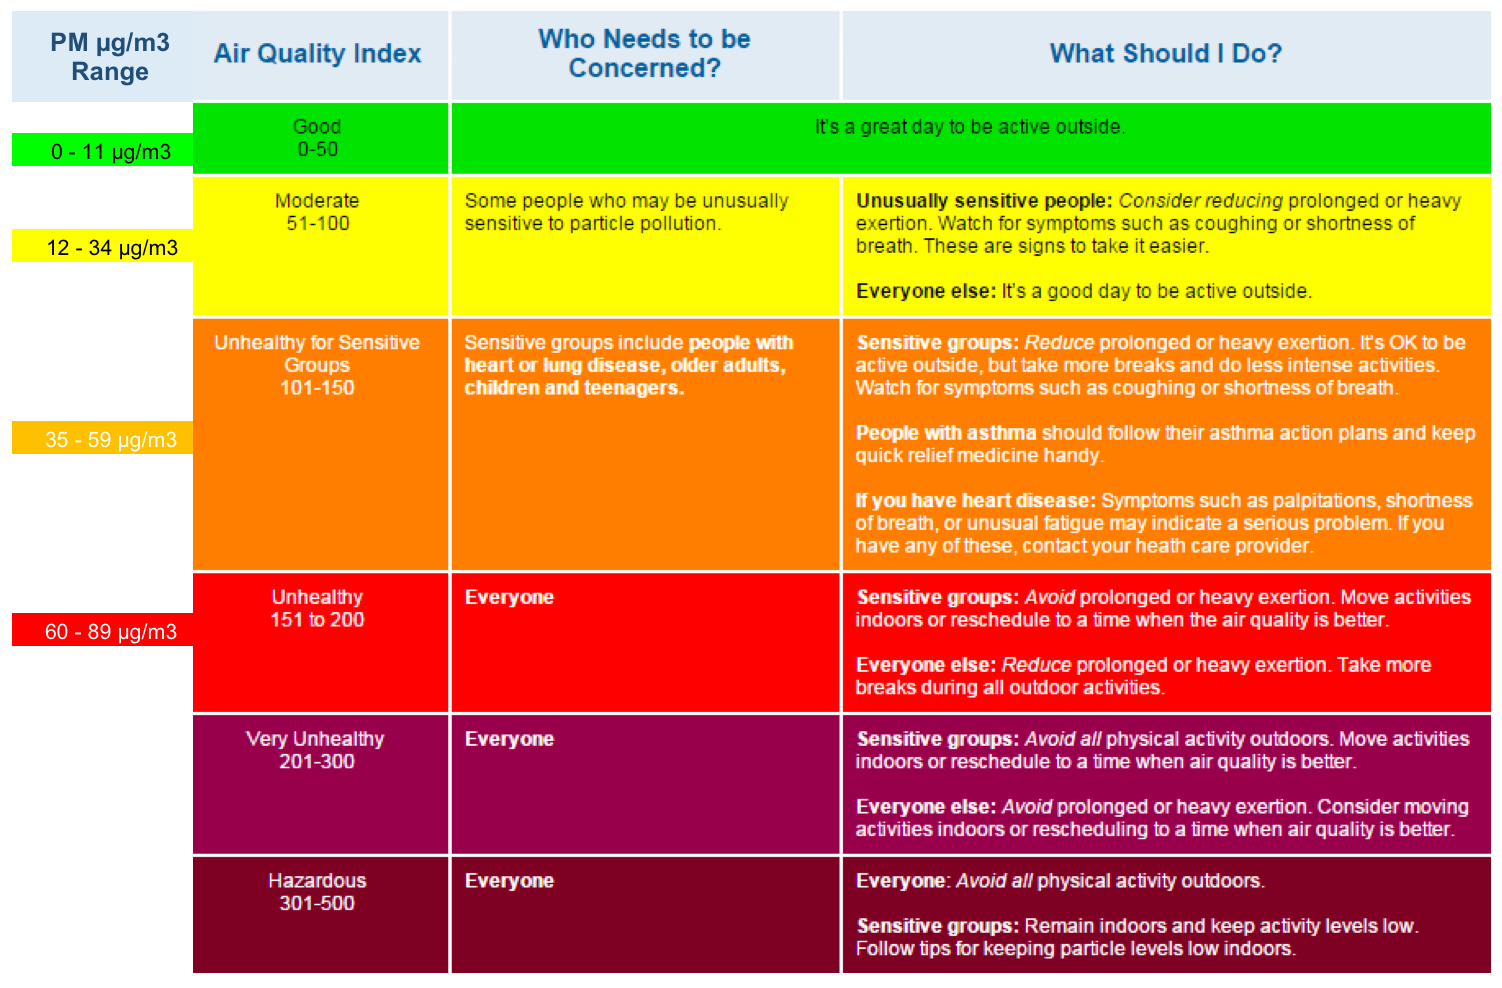 PM µg/m3
Range
Air Quality Index
Who Needs to be
Concerned?
What Should I Do?
0 - 11 µg/m3
Good
0-50
It's a great day to be active outside.
12 - 34 µg/m3
Moderate
51-100
Some people who may be unusually
sensitive to particle pollution.
Unusually sensitive people: Consider reducing prolonged or heavy
exertion. Watch for symptoms such as coughing or shortness of
breath. These are signs to take it easier.
Everyone else: It's a good day to be active outside.
35 - 59 µg/m3
Unhealthy for Sensitive
Groups
101-150
Sensitive groups include people with
heart or lung disease, older adults,
children and teenagers.
Sensitive groups: Reduce prolonged or heavy exertion. It's OK to be
active outside, but take more breaks and do less intense activities.
Watch for symptoms such as coughing or shortness of breath.
People with asthma should follow their asthma action plans and keep
quick relief medicine handy.
If you have heart disease: Symptoms such as palpitations, shortness
of breath, or unusual fatigue may indicate a serious problem. If you
have any of these, contact your heath care provider.
60 - 89 µg/m3
Unhealthy
151 to 200
Everyone
Sensitive groups: Avoid prolonged or heavy exertion. Move activities
indoors or reschedule to a time when the air quality is better.
Everyone else: Reduce prolonged or heavy exertion. Take more
breaks during all outdoor activities.
Very Unhealthy
201-300
Everyone
Sensitive groups: Avoid all physical activity outdoors. Move activities
indoors or reschedule to a time when air quality is better.
Everyone else: Avoid prolonged or heavy exertion. Consider moving
activities indoors or rescheduling to a time when air quality is better.
Hazardous
301-500
Everyone
Everyone: Avoid all physical activity outdoors.
Sensitive groups: Remain indoors and keep activity levels low.
Follow tips for keeping particle levels low indoors.